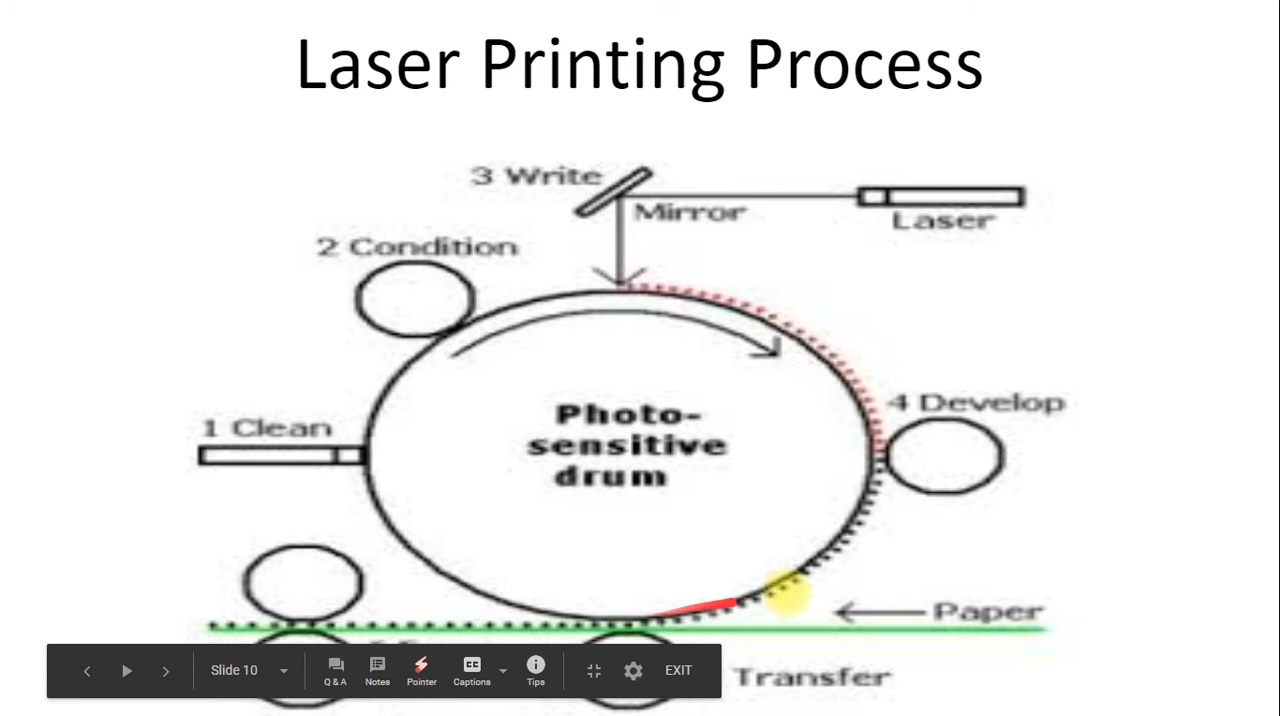 Laser Printing Process
3 Write
Mirror
Laser
2 Condition
4 Develop
Photo-
sensitive
drum
1 Clean
Paper
Transfer
Slide 10
Q & A
Notes
Pointer
Captions
Tips
EXIT
CC